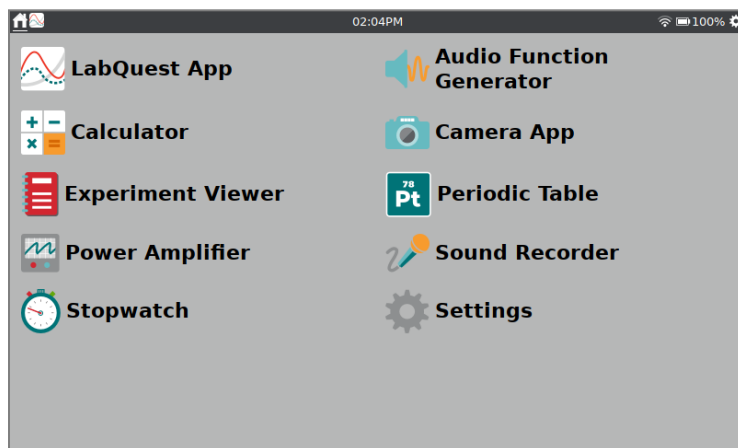 02:04PM
100%
LabQuest App
Audio Function
Generator
Calculator
Camera App
Experiment Viewer
78
Pt
Periodic Table
Power Amplifier
Sound Recorder
Stopwatch
Settings